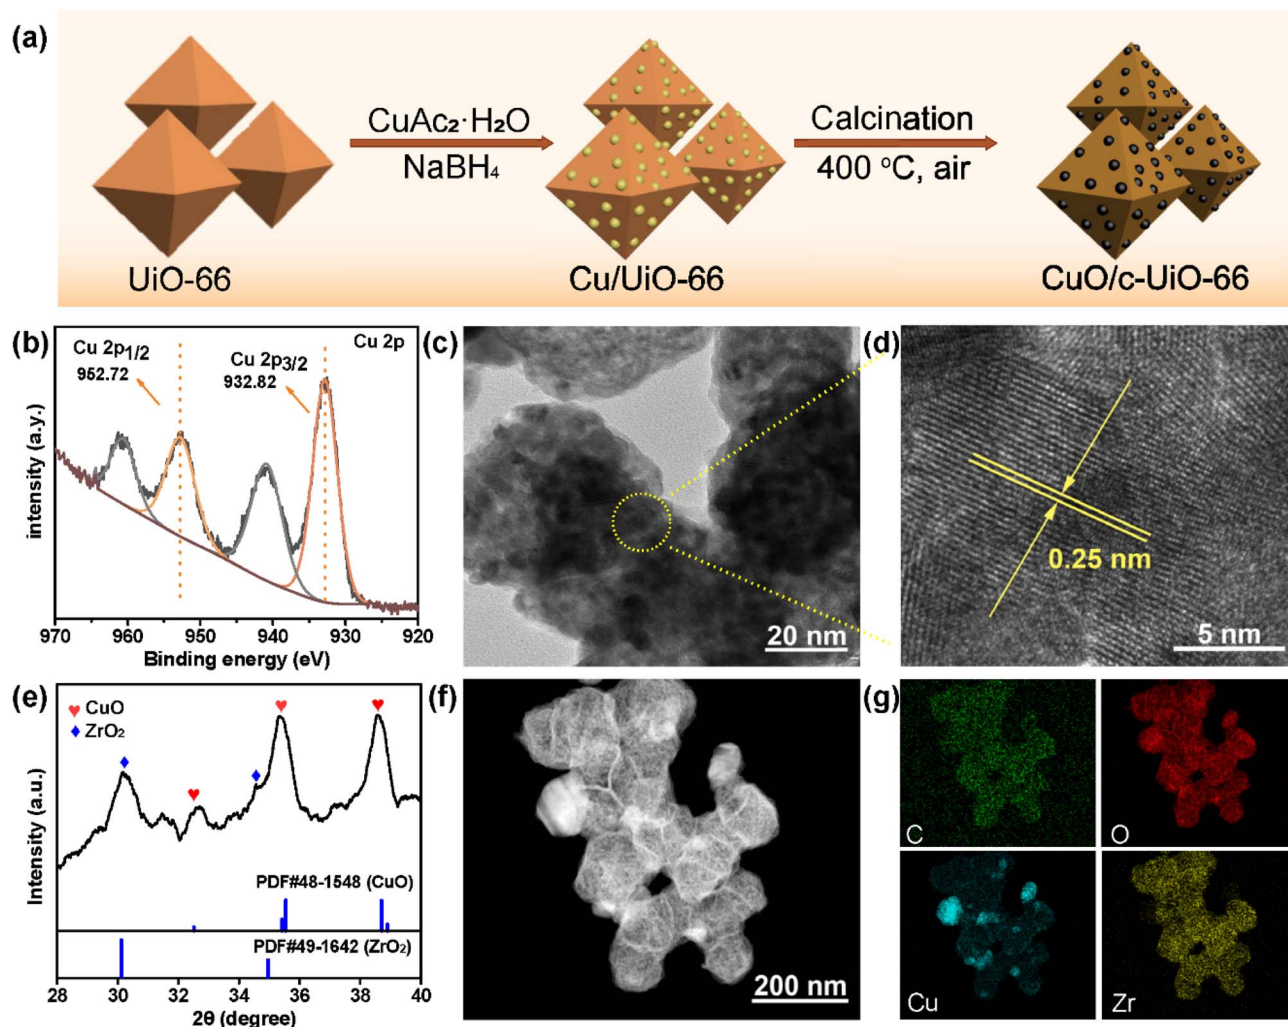 (a)
CuAc₂·H₂O
NaBH₄
Calcination
400 °C, air
UiO-66
Cu/UiO-66
CuO/c-UiO-66
(b)
Cu 2p
Cu 2p1/2
952.72
Cu 2p3/2
932.82
intensity (a.y.)
970 960 950 940 930 920
Binding energy (eV)
(c)
20 nm
(d)
0.25 nm
5 nm
(e)
CuO
ZrO₂
Intensity (a.u.)
PDF#48-1548 (CuO)
PDF#49-1642 (ZrO₂)
28 30 32 34 36 38 40
2θ (degree)
(f)
200 nm
(g)
C
O
Cu
Zr